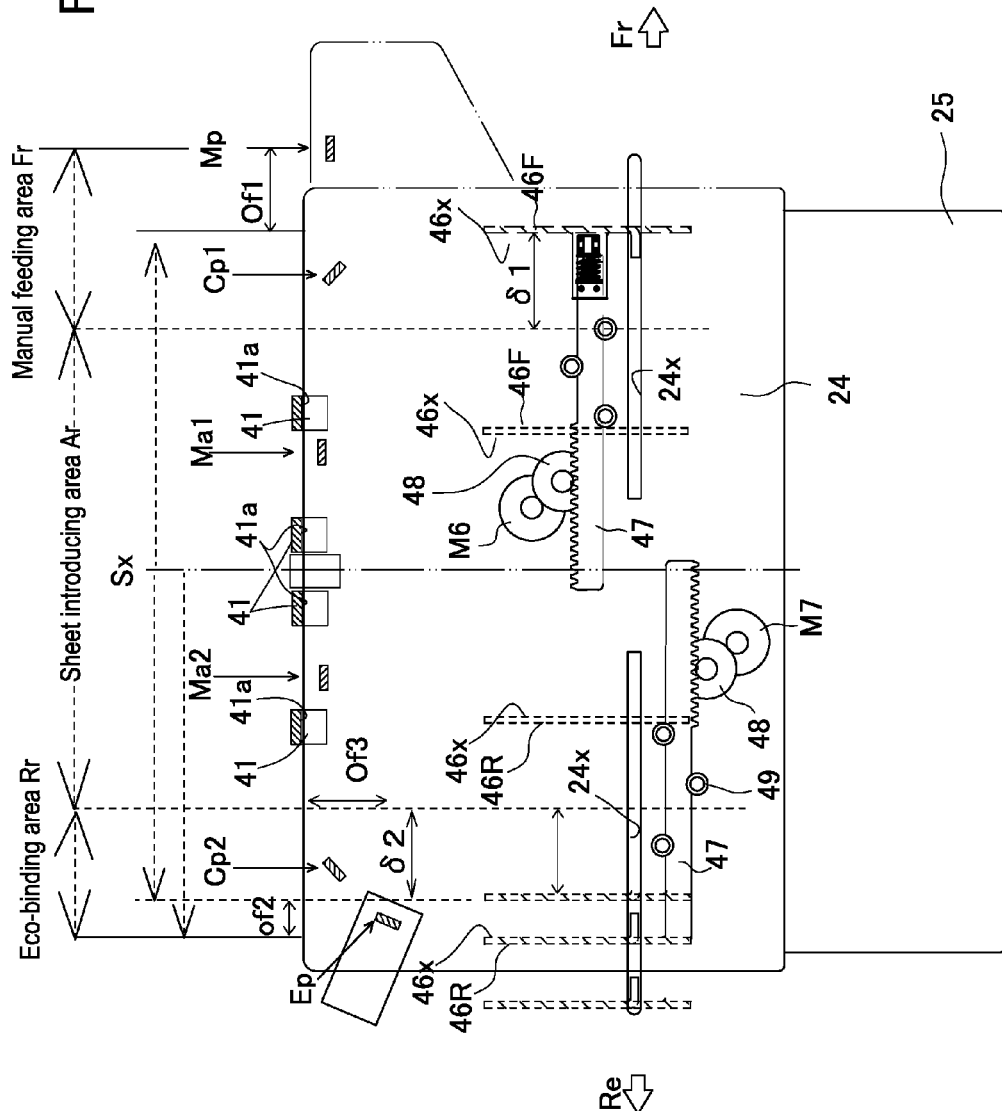 F
Manual feeding area Fr
Sheet introducing area Ar
Eco-binding area Rr
Sx
Mp
Of1
Cp1
Ma1
41
41a
41a
41
Ma2
41a
41
Of3
Cp2
of2
Ep
δ1
δ2
46F
46x
46F
46x
48
M6
47
24x
24
25
46x
46R
24x
M7
48
49
47
46x
46R
Fr
Re